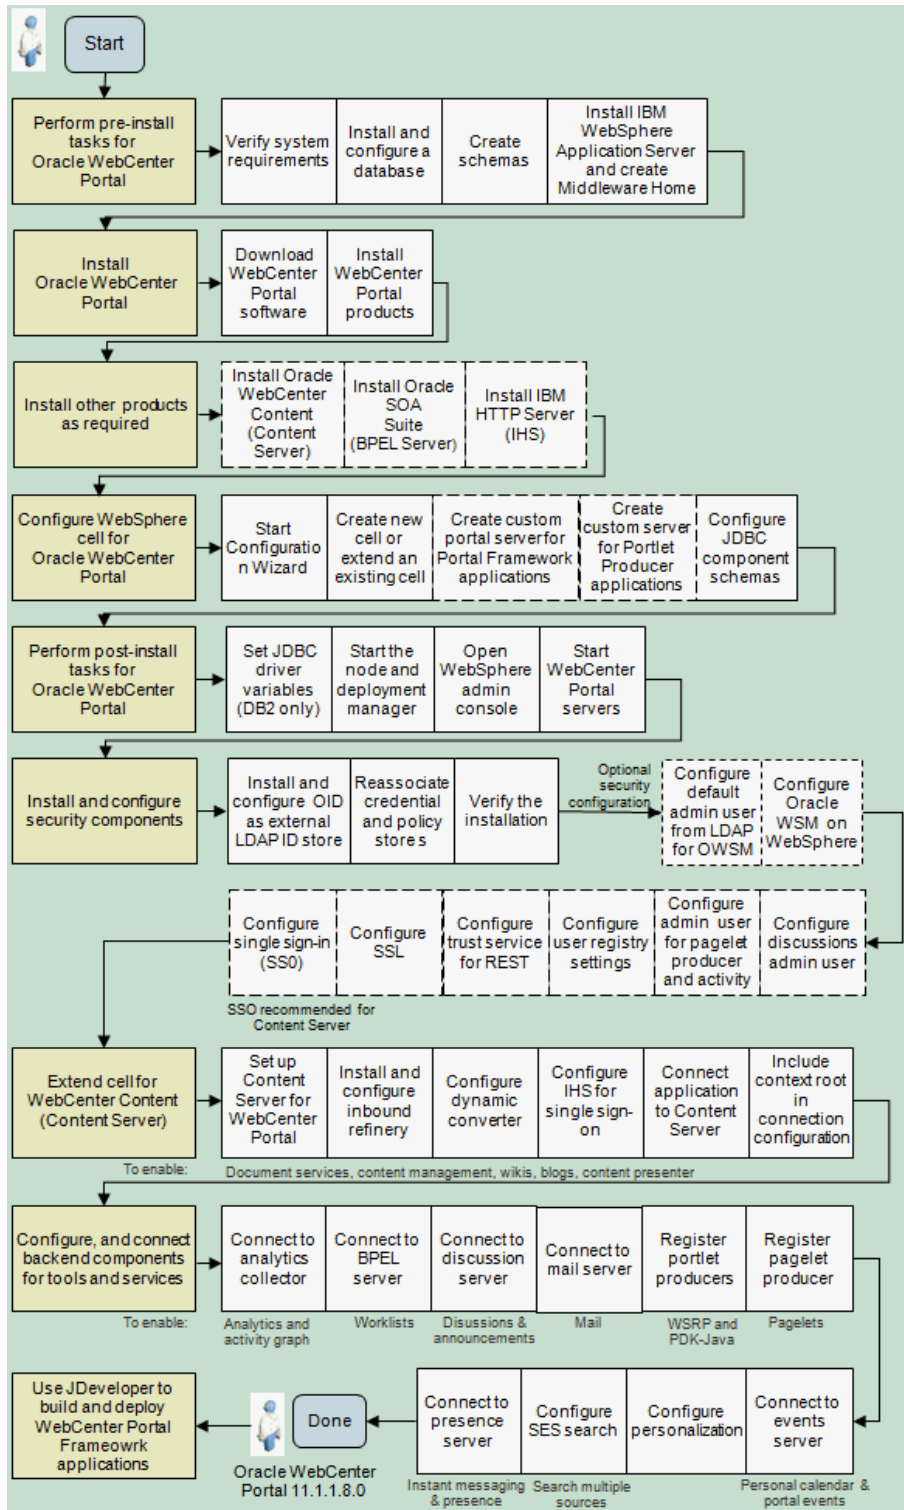 Start
Perform pre-install
tasks for
Oracle WebCenter
Portal
Verify system
requirements
Install and
configure a
database
Create
schemas
Install IBM
WebSphere
Application Server
and create
Middleware Home
Install
Oracle WebCenter
Portal
Download
WebCenter
Portal
software
Install
WebCenter
Portal
products
Install other products
as required
Install Oracle
WebCenter
Content
(Content
Server)
Install Oracle
SOA
Suite
(BPEL Server)
Install IBM
HTTP Server
(IHS)
Configure WebSphere
cell for
Oracle WebCenter
Portal
Start
Configuratio
n Wizard
Create new
cell or
extend an
existing cell
Create custom
portal server for
Portal Framework
applications
Create
custom server
for Portlet
Producer
applications
Configure
JDBC
component
schemas
Perform post-install
tasks for
Oracle WebCenter
Portal
Set JDBC
driver
variables
(DB2 only)
Start the
node and
deployment
manager
Open
WebSphere
admin
console
Start
WebCenter
Portal
servers
Install and configure
security components
Install and
configure OID
as external
LDAP ID store
Reassociate
credential
and policy
stores
Verify the
installation
Optional
security
configuration
Configure
default
admin user
from LDAP
for OWSM
Configure
Oracle
WSM on
WebSphere
Configure
single sign-in
(SS0)
Configure
SSL
Configure
trust service
for REST
Configure
user registry
settings
Configure
admin user
for pagelet
producer
and activity
Configure
discussions
admin user
SSO recommended for
Content Server
Extend cell for
WebCenter Content
(Content Server)
Set up
Content
Server for
WebCenter
Portal
Install and
configure
inbound
refinery
Configure
dynamic
converter
Configure
IHS for
single sign-
on
Connect
application
to Content
Server
Include
context root
in
connection
configuration
To enable:
Document services, content management, wikis, blogs, content presenter
Configure, and connect
backend components
for tools and services
Connect to
analytics
collector
Connect to
BPEL
server
Connect to
discussion
server
Connect to
mail server
Register
portlet
producers
Register
pagelet
producer
To enable:
Analytics and
activity graph
Worklists
Disussions &
announcements
Mail
WSRP and
PDK-Java
Pagelets
Use JDeveloper to
build and deploy
WebCenter Portal
Frameowrk
applications
Done
Oracle WebCenter
Portal 11.1.1.8.0
Connect to
presence
server
Configure
SES search
Configure
personalization
Connect to
events
server
Instant messaging
& presence
Search multiple
sources
Personal calendar &
portal events